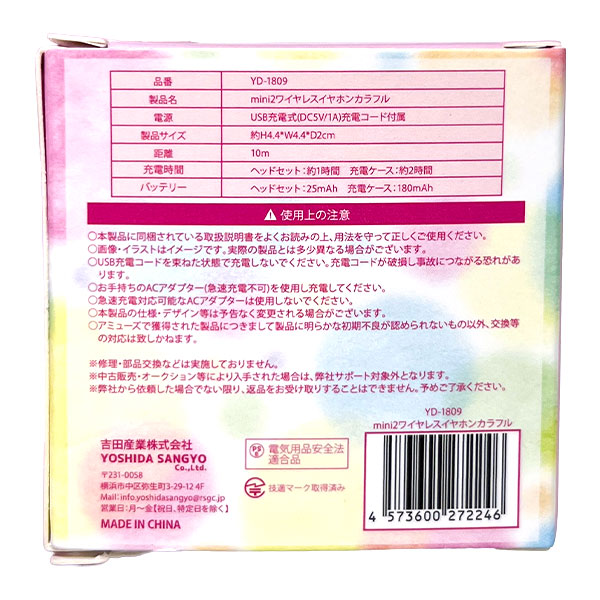 品番 YD-1809
製品名 mini2ワイヤレスイヤホンカラフル
電源 USB充電式(DC5V/1A)充電コード付属
製品サイズ 約H4.4*W4.4*D2cm
距離 10m
充電時間 ヘッドセット:約1時間 充電ケース:約2時間
バッテリー ヘッドセット:25mAh 充電ケース:180mAh
使用上の注意
○本製品に同梱されている取扱説明書をよくお読みの上、用法を守って正しくご使用ください。
○画像・イラストはイメージです。実際の製品とは多少異なる場合がございます。
○USB充電コードを束ねた状態で充電しないでください。充電コードが破損し事故につながる恐れがあ
ります。
○お手持ちのACアダプター(急速充電不可)を使用し充電してください。
○急速充電対応可能なACアダプターは使用しないでください。
○本製品の仕様・デザイン等は予告なく変更される場合がございます。
○アミューズで獲得された製品につきまして製品に明らかな初期不良が認められないもの以外、交換等
の対応は致しかねます。
※修理・部品交換などは実施しておりません。
※中古販売・オークション等により入手された場合は、弊社サポート対象外となります。
※弊社から依頼した場合でない限り、返品をお受け取りすることはできません。予めご了承ください。
YD-1809
mini2ワイヤレスイヤホンカラフル
吉田産業株式会社
YOSHIDA SANGYO
Co.,Ltd.
〒231-0058
横浜市中区弥生町3-29-12 4F
Mail: info.yoshidasangyo@rsgc.jp
営業日:月~金【祝日、特定日を除く】
MADE IN CHINA
PS
E
電気用品安全法
適合品
技適マーク取得済み
4 573600 272246